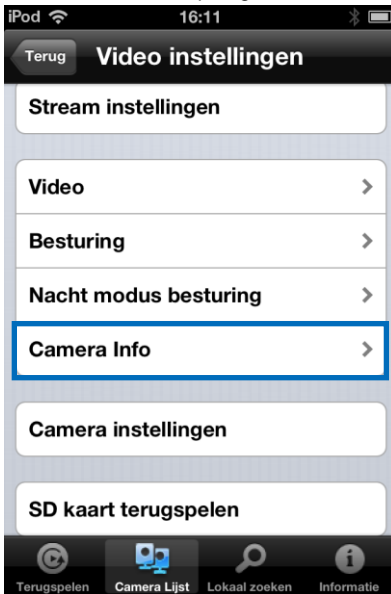 iPod 16:11
Terug Video instellingen
Stream instellingen
Video
Besturing
Nacht modus besturing
Camera Info
Camera instellingen
SD kaart terugspelen
Terugspelen Camera Lijst Lokaal zoeken Informatie